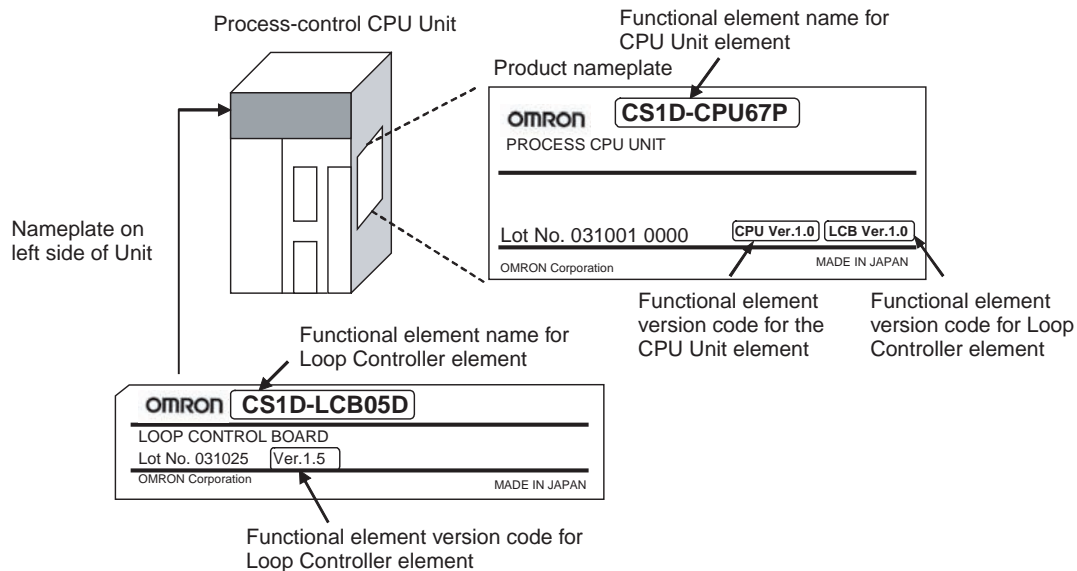 Process-control CPU Unit
Functional element name for
CPU Unit element
Product nameplate
OMRON CS1D-CPU67P
PROCESS CPU UNIT
Lot No. 031001 0000 CPU Ver.1.0 LCB Ver.1.0
OMRON Corporation MADE IN JAPAN
Nameplate on
left side of Unit
Functional element
version code for the
CPU Unit element
Functional element
version code for Loop
Controller element
Functional element name for
Loop Controller element
OMRON CS1D-LCB05D
LOOP CONTROL BOARD
Lot No. 031025 Ver.1.5
OMRON Corporation MADE IN JAPAN
Functional element version code for
Loop Controller element